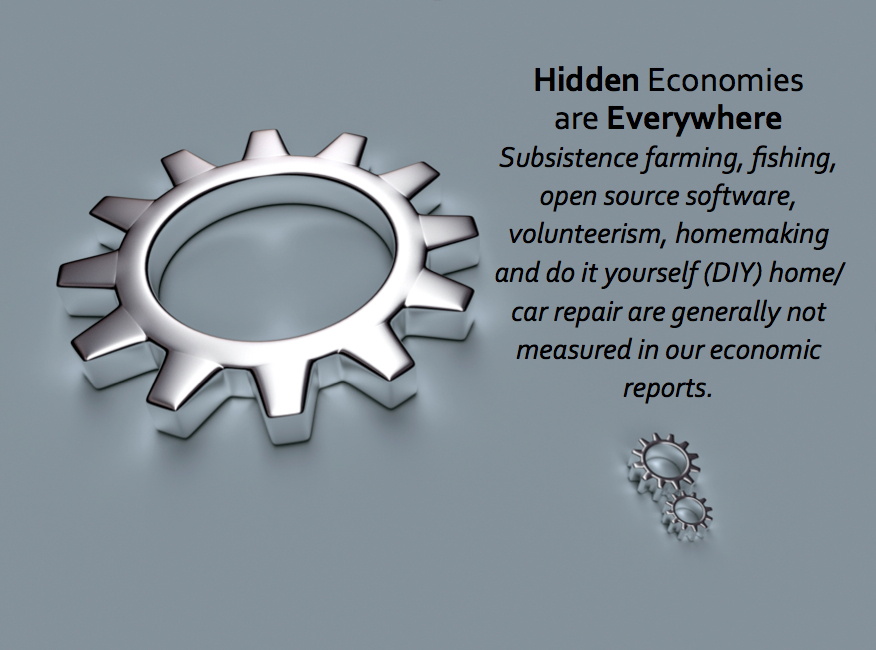 Hidden Economies
are Everywhere
Subsistence farming, fishing,
open source software,
volunteerism, homemaking
and do it yourself (DIY) home/
car repair are generally not
measured in our economic
reports.